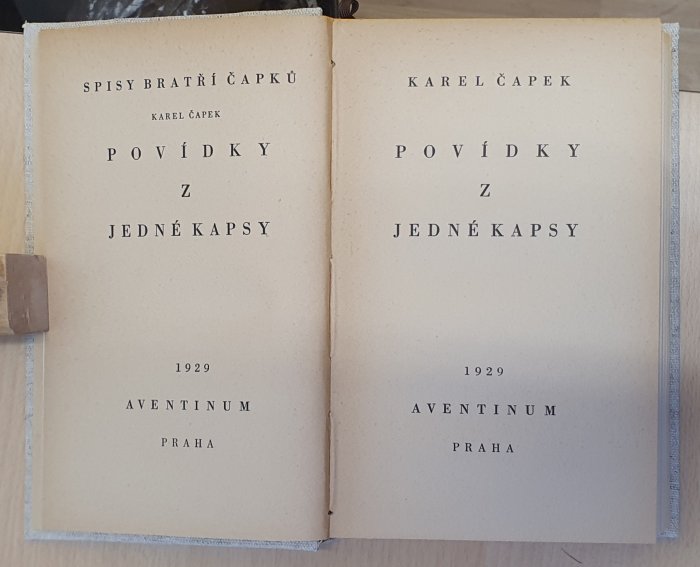 SPISY BRATŘÍ ČAPKŮ
KAREL ČAPEK
POVÍDKY
Z
JEDNÉ KAPSY
1929
AVENTINUM
PRAHA
KAREL ČAPEK
POVÍDKY
Z
JEDNÉ KAPSY
1929
AVENTINUM
PRAHA